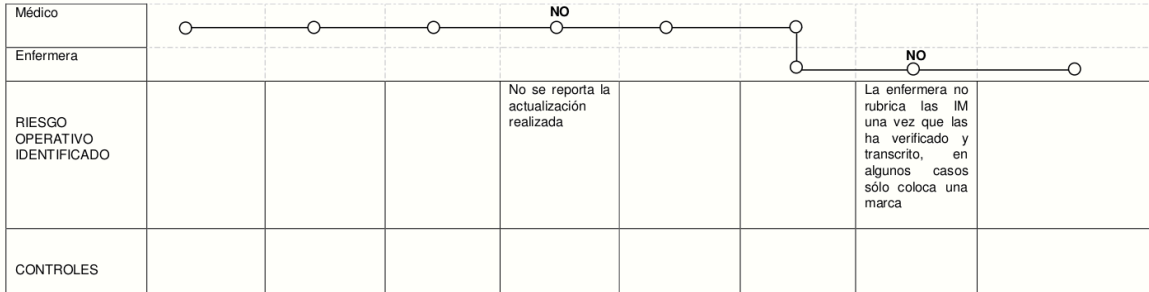 Médico
NO
Enfermera
NO
RIESGO
OPERATIVO
IDENTIFICADO
No se reporta la
actualización
realizada
La enfermera no
rubrica las IM
una vez que las
ha verificado y
transcrito, en
algunos casos
sólo coloca una
marca
CONTROLES